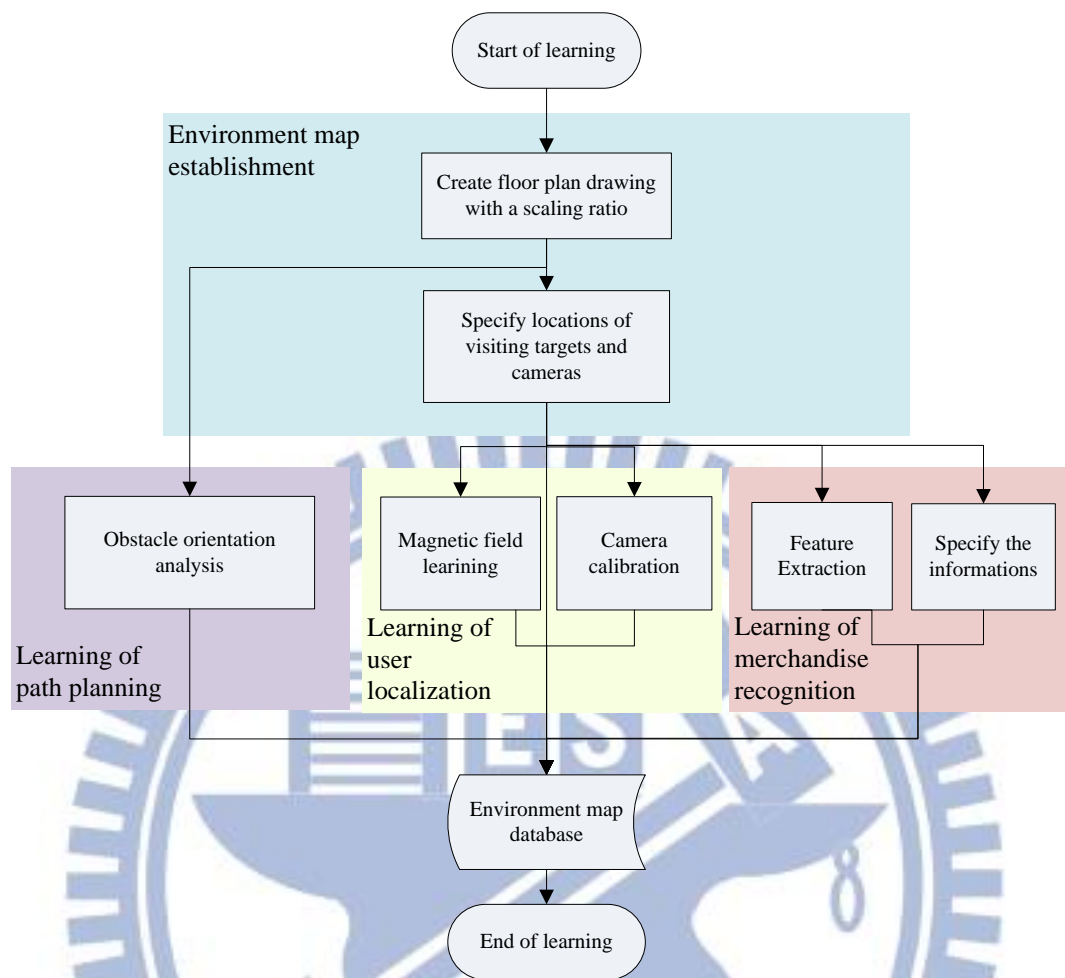 Start of learning
Environment map
establishment
Create floor plan drawing
with a scaling ratio
Specify locations of
visiting targets and
cameras
Obstacle orientation
analysis
Learning of
path planning
Magnetic field
learining
Camera
calibration
Learning of
user
localization
Feature
Extraction
Specify the
informations
Learning of
merchandise
recognition
E S A
8
Environment map
database
End of learning